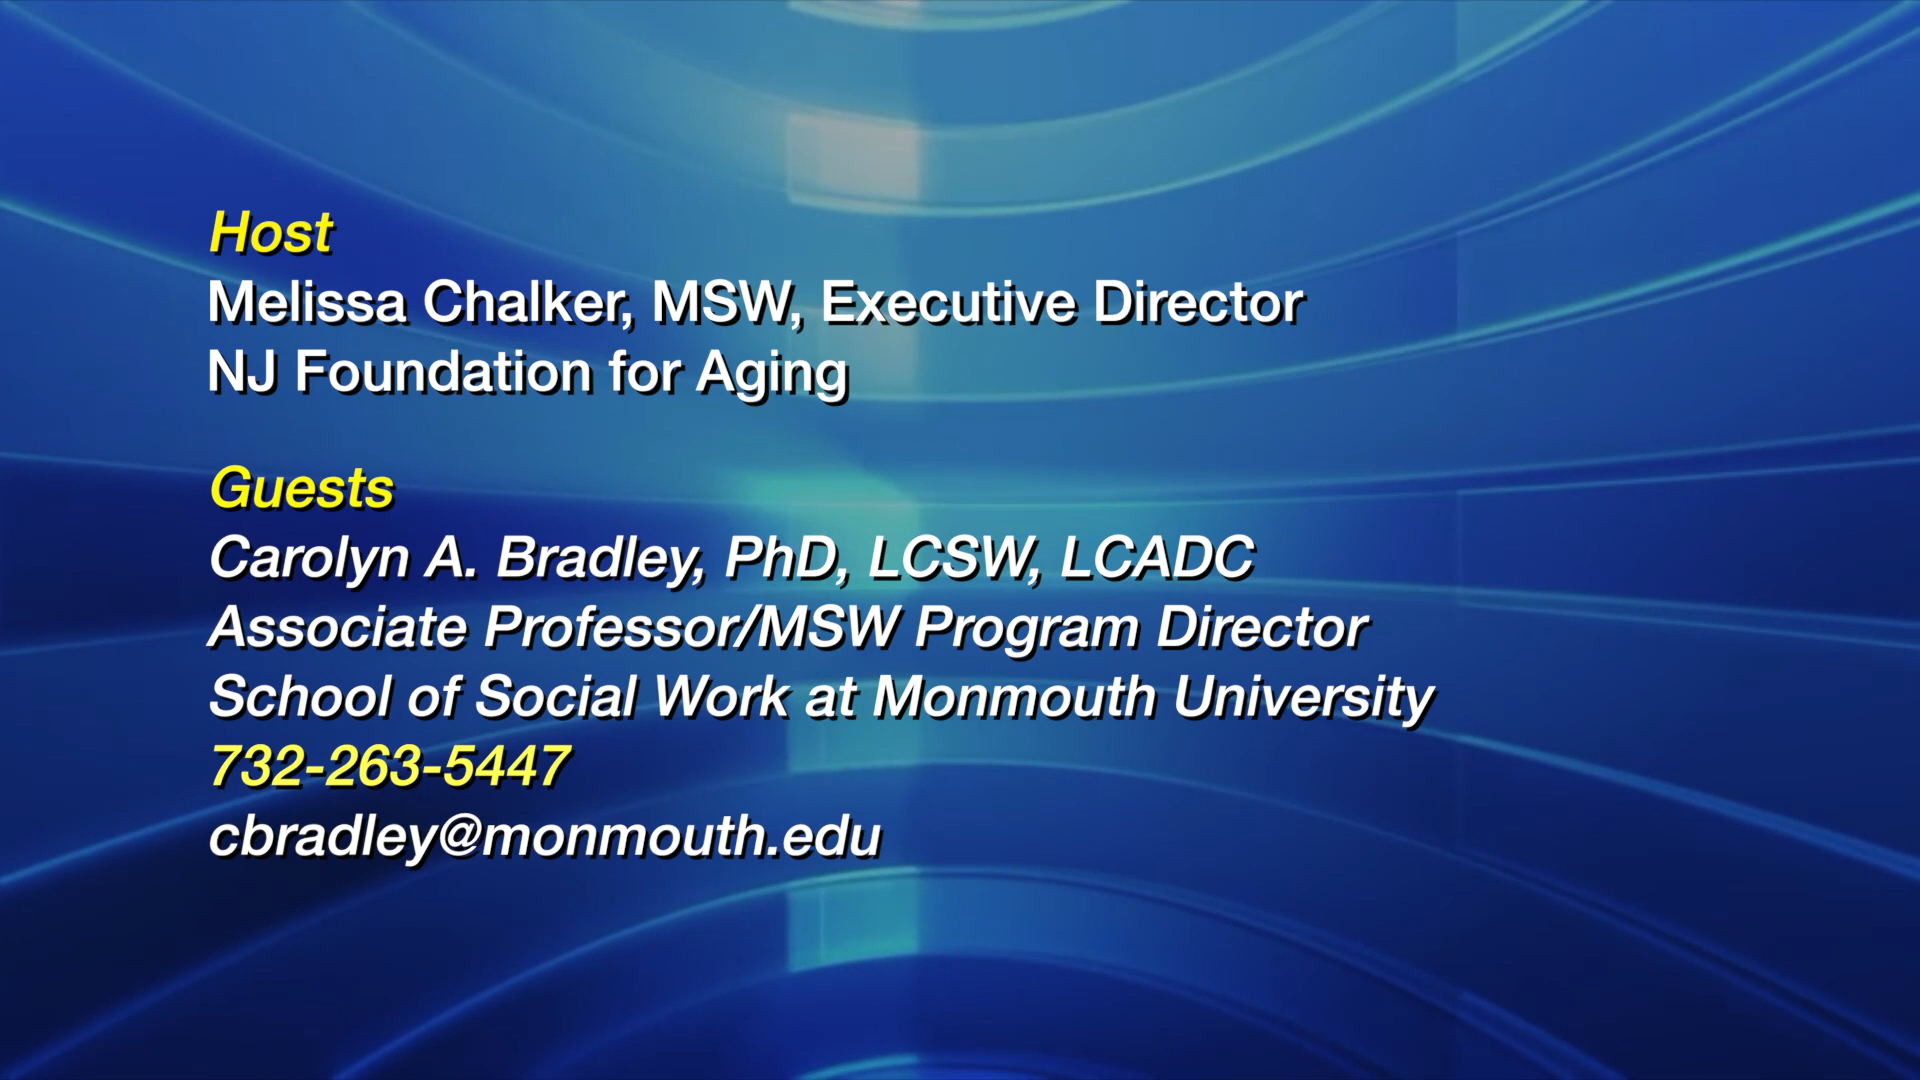 Host
Melissa Chalker, MSW, Executive Director
NJ Foundation for Aging
Guests
Carolyn A. Bradley, PhD, LCSW, LCADC
Associate Professor/MSW Program Director
School of Social Work at Monmouth University
732-263-5447
cbradley@monmouth.edu